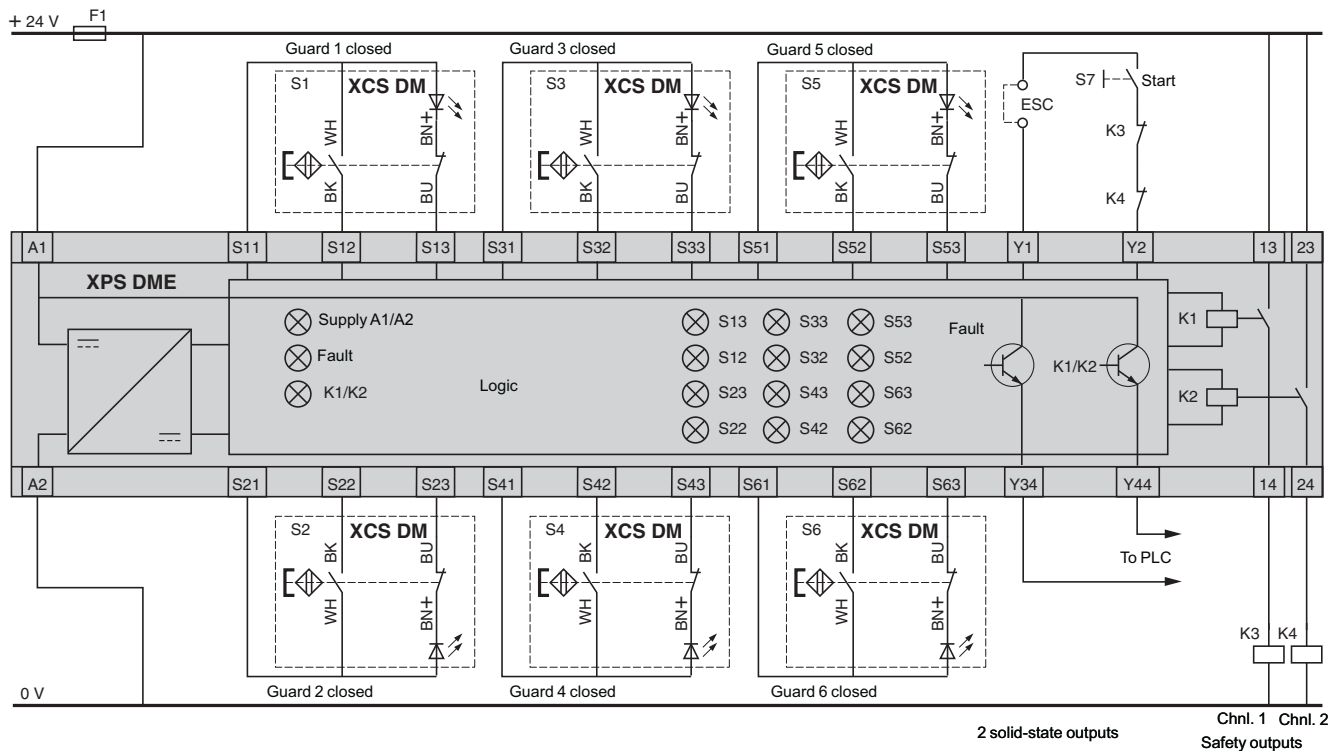 + 24 V
F1
Guard 1 closed
Guard 3 closed
Guard 5 closed
S1
XCS DM
S3
XCS DM
S5
XCS DM
S7
Start
ESC
WH
BN+
WH
BN+
WH
BN+
K3
BK
BU
BK
BU
BK
BU
K4
A1
S11
S12
S13
S31
S32
S33
S51
S52
S53
Y1
Y2
13
23
XPS DME
Supply A1/A2
S13
S33
S53
Fault
K1
Fault
S12
S32
S52
K1/K2
K1/K2
Logic
S23
S43
S63
K2
S22
S42
S62
A2
S21
S22
S23
S41
S42
S43
S61
S62
S63
Y34
Y44
14
24
S2
XCS DM
S4
XCS DM
S6
XCS DM
BK
BU
BK
BU
BK
BU
To PLC
WH
BN+
WH
BN+
WH
BN+
K3
K4
0 V
Guard 2 closed
Guard 4 closed
Guard 6 closed
2 solid-state outputs
Chnl. 1
Chnl. 2
Safety outputs